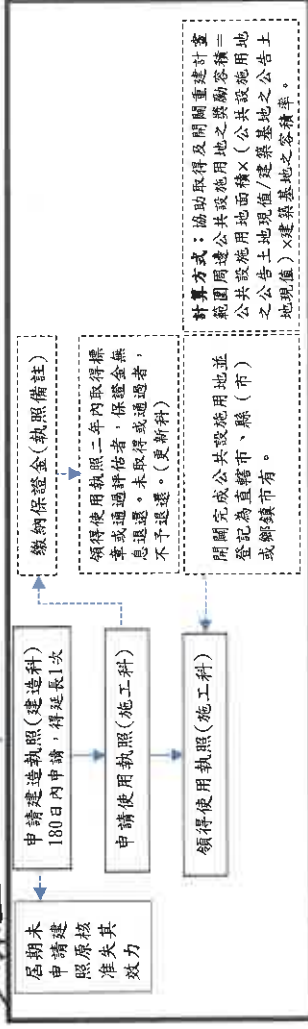 屆期未
申請建
照原核
准失其
效力
申請建造執照(建造科)
180日內申請，得延長1次
申請使用執照(施工科)
領得使用執照(施工科)
繳納保證金(執照備註)
領得使用執照二年內取得標
章或通過評估者，保證金無
息退還。未取得或通過者，
不予退還。(更新科)
開闢完成公共設施用地並
登記為直轄市、縣（市）
或鄉鎮市有。
計算方式：協助取得及開闢重建計畫
範圍周邊公共設施用地之獎勵容積=
公共設施用地面積×（公共設施用地
之公告土地現值/建築基地之公告土
地現值）×建築基地之容積率。